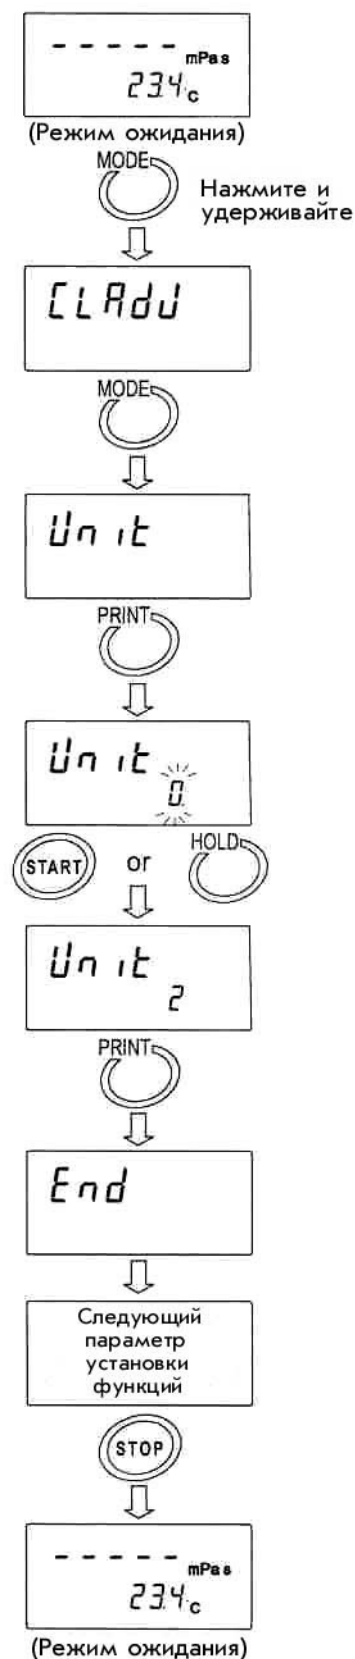 ----- mPas
23.4 c
(Режим ожидания)
MODE
Нажмите и
удерживайте
CLAdJ
MODE
Unit
PRINT
Unit
0.
START or HOLD
Unit
2
PRINT
End
Следующий
параметр
установки
функций
STOP
----- mPas
23.4 c
(Режим ожидания)